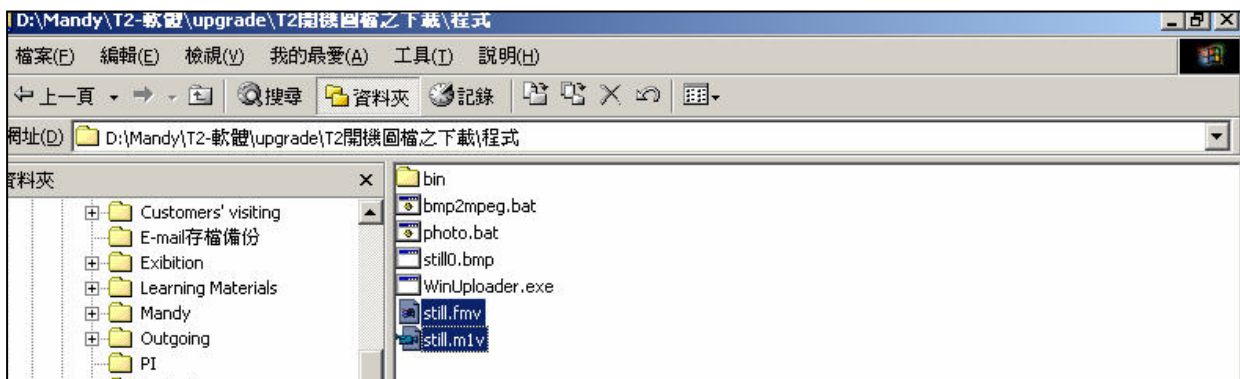 D:\Mandy\T2-軟體\upgrade\T2開機圖檔之下載\程式
檔案(F) 編輯(E) 檢視(V) 我的最愛(A) 工具(T) 說明(H)
上一頁 搜尋 資料夾 記錄
網址(D) D:\Mandy\T2-軟體\upgrade\T2開機圖檔之下載\程式
資料夾
Customers' visiting
E-mail存檔備份
Exibition
Learning Materials
Mandy
Outgoing
PI
bin
bmp2mpeg.bat
photo.bat
still0.bmp
WinUploader.exe
still.fmv
still.m1v